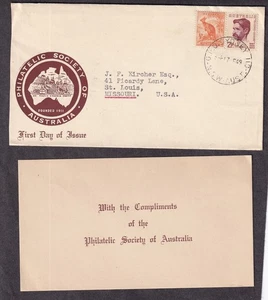 PHILATELIC SOCIETY OF
AUSTRALIA
FOUNDED 1911
First Day of Issue
AUSTRALIA
J. F. Kircher Esq.,
41 Picardy Lane,
St. Louis,
MISSOURI. U.S.A.
With the Compliments
of the
Philatelic Society of Australia